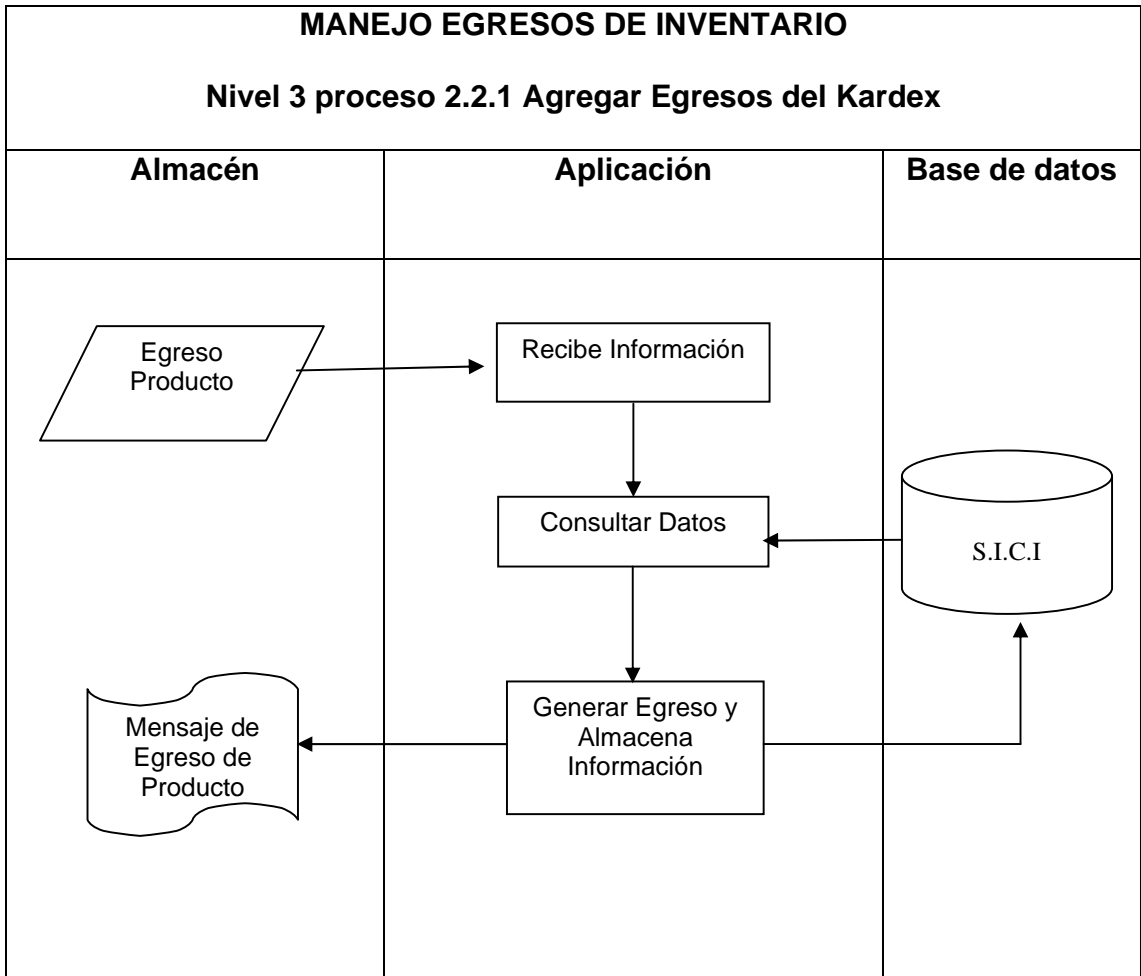 MANEJO EGRESOS DE INVENTARIO
Nivel 3 proceso 2.2.1 Agregar Egresos del Kardex
Almacén
Aplicación
Base de datos
Egreso
Producto
Recibe Información
Consultar Datos
S.I.C.I
Mensaje de
Egreso de
Producto
Generar Egreso y
Almacena
Información